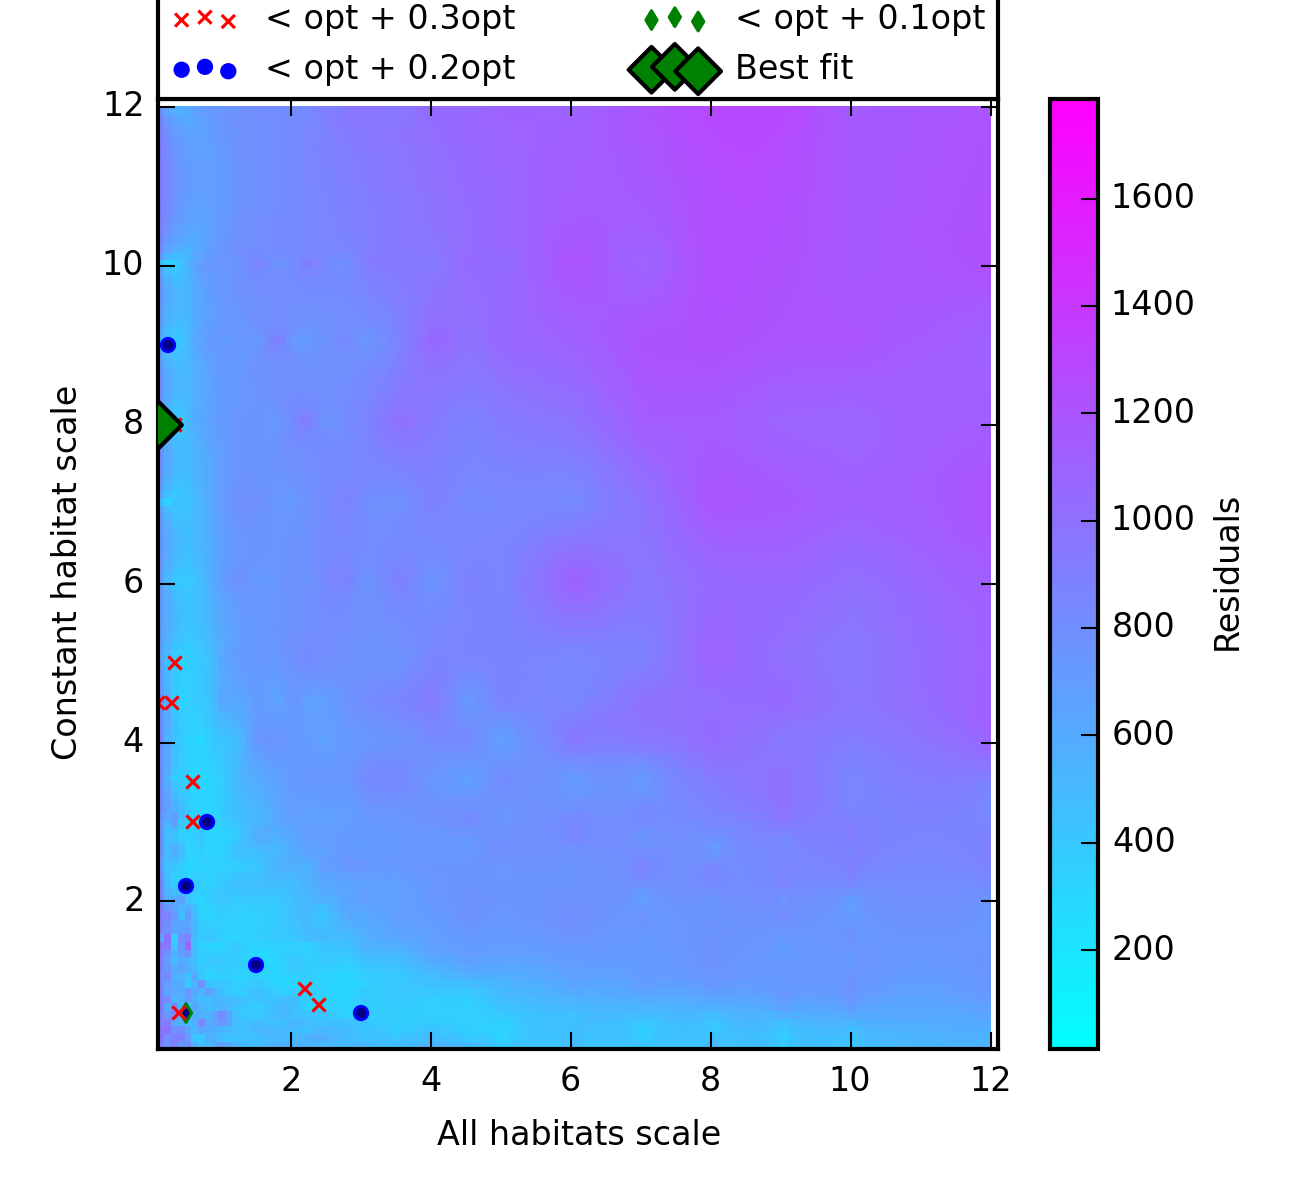 < opt + 0.3opt
< opt + 0.1opt
< opt + 0.2opt
Best fit
12
10
8
6
4
2
Constant habitat scale
2 4 6 8 10 12
All habitats scale
1600
1400
1200
1000
800
600
400
200
Residuals